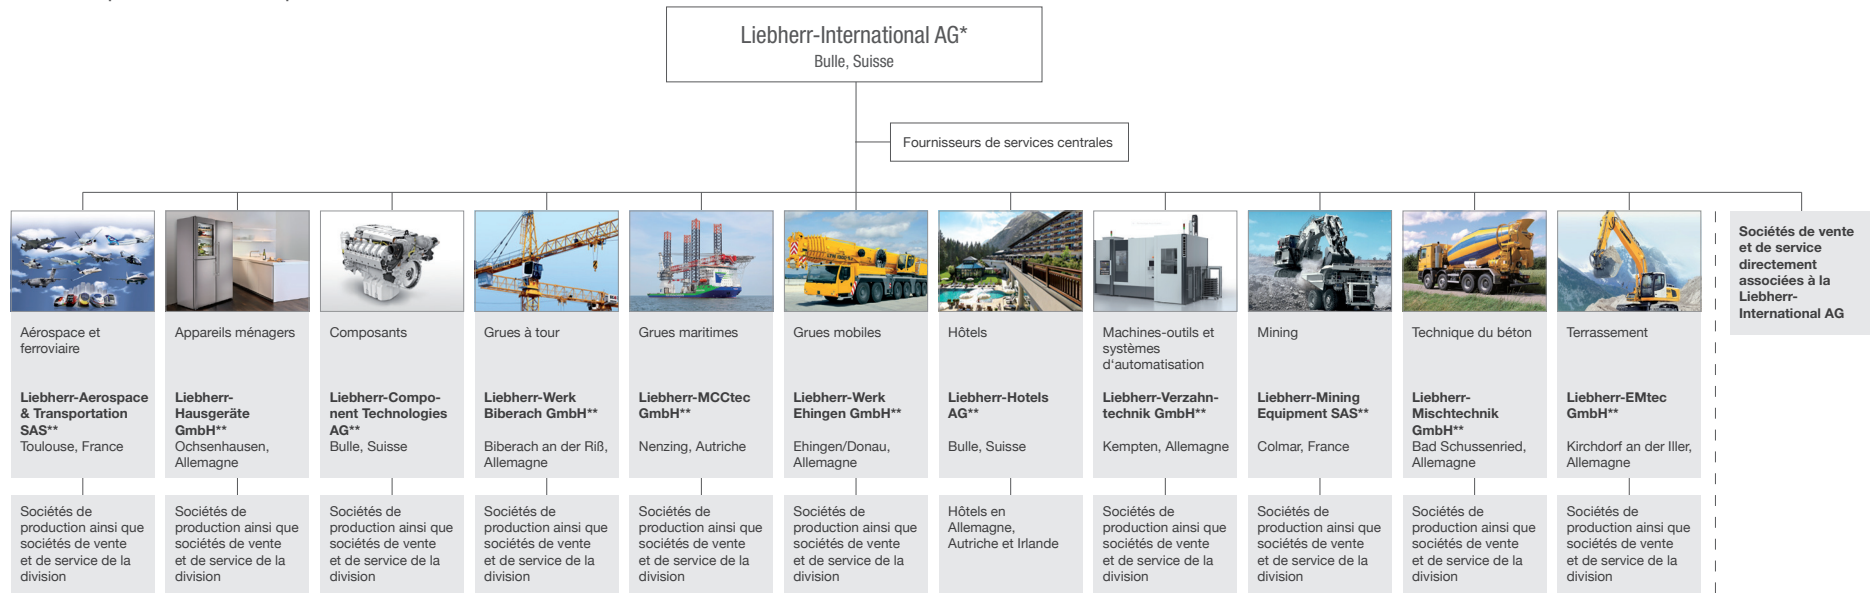 Liebherr-International AG*
Bulle, Suisse
Fournisseurs de services centrales
Aérospace et
ferroviaire
Liebherr-Aerospace
& Transportation
SAS**
Toulouse, France
Sociétés de
production ainsi que
sociétés de vente
et de service de la
division
Appareils ménagers
Liebherr-
Hausgeräte
GmbH**
Ochsenhausen,
Allemagne
Sociétés de
production ainsi que
sociétés de vente
et de service de la
division
Composants
Liebherr-Compo-
nent Technologies
AG**
Bulle, Suisse
Sociétés de
production ainsi que
sociétés de vente
et de service de la
division
Grues à tour
Liebherr-Werk
Biberach GmbH**
Biberach an der Riß,
Allemagne
Sociétés de
production ainsi que
sociétés de vente
et de service de la
division
Grues maritimes
Liebherr-MCCtec
GmbH**
Nenzing, Autriche
Sociétés de
production ainsi que
sociétés de vente
et de service de la
division
Grues mobiles
Liebherr-Werk
Ehingen GmbH**
Ehingen/Donau,
Allemagne
Sociétés de
production ainsi que
sociétés de vente
et de service de la
division
Hôtels
Liebherr-Hotels
AG**
Bulle, Suisse
Hôtels en
Allemagne,
Autriche et Irlande
Machines-outils et
systèmes
d‘automatisation
Liebherr-Verzahn-
technik GmbH**
Kempten, Allemagne
Sociétés de
production ainsi que
sociétés de vente
et de service de la
division
Mining
Liebherr-Mining
Equipment SAS**
Colmar, France
Sociétés de
production ainsi que
sociétés de vente
et de service de la
division
Technique du béton
Liebherr-
Mischtechnik
GmbH**
Bad Schussenried,
Allemagne
Sociétés de
production ainsi que
sociétés de vente
et de service de la
division
Terrassement
Liebherr-EMtec
GmbH**
Kirchdorf an der Iller,
Allemagne
Sociétés de
production ainsi que
sociétés de vente
et de service de la
division
Sociétés de vente
et de service
directement
associées à la
Liebherr-
International AG